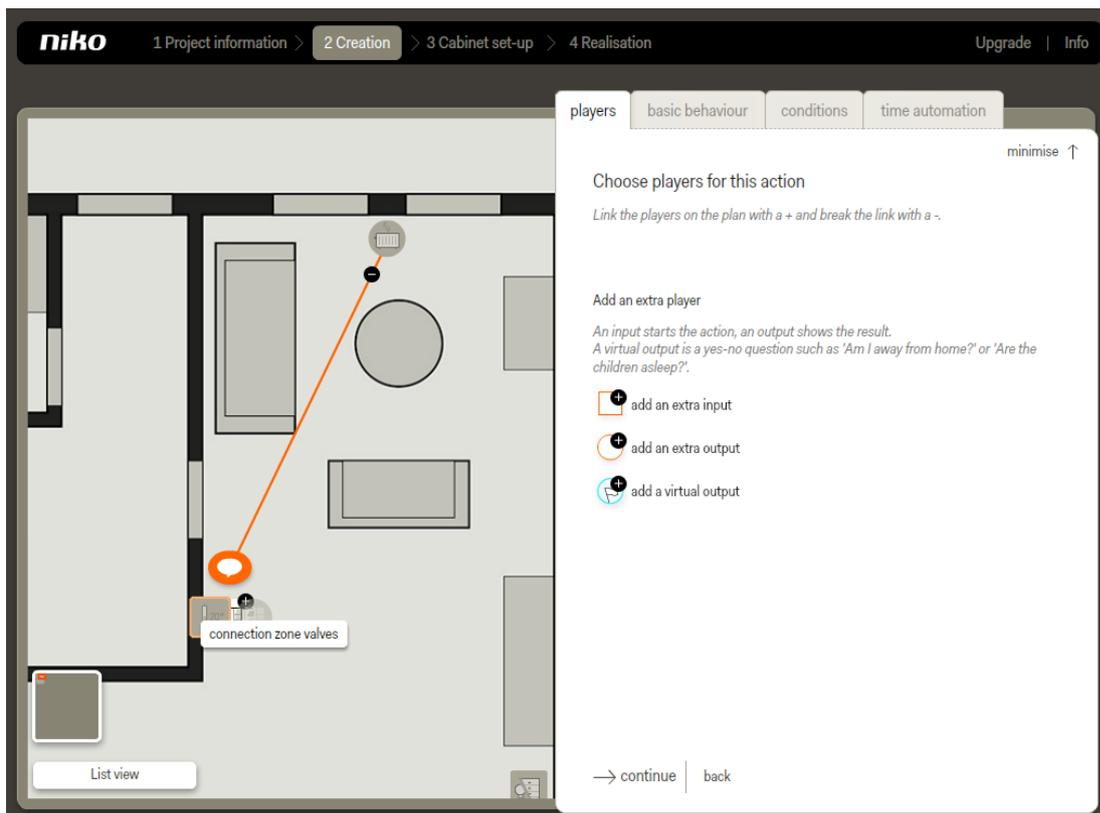 niko
1 Project information
2 Creation
3 Cabinet set-up
4 Realisation
Upgrade | Info
players
basic behaviour
conditions
time automation
minimise ↑
Choose players for this action
Link the players on the plan with a + and break the link with a -.
Add an extra player
An input starts the action, an output shows the result.
A virtual output is a yes-no question such as 'Am I away from home?' or 'Are the
children asleep?'.
add an extra input
add an extra output
add a virtual output
connection zone valves
List view
continue
back